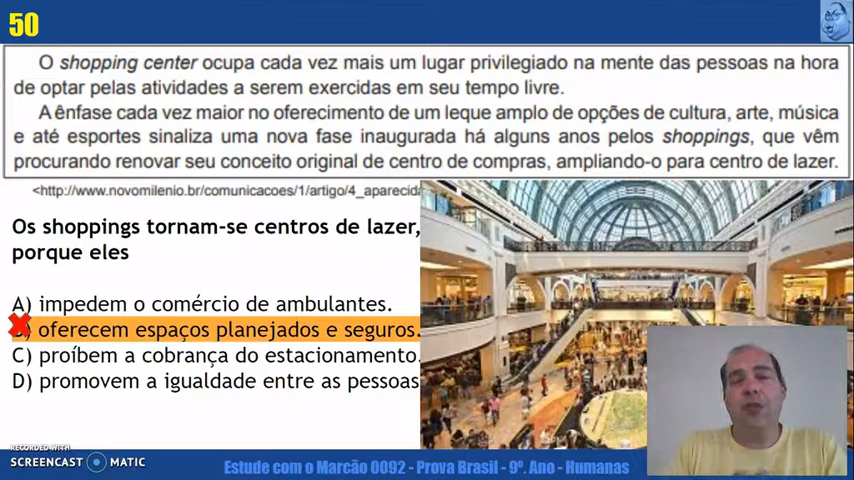 50
O shopping center ocupa cada vez mais um lugar privilegiado na mente das pessoas na hora
de optar pelas atividades a serem exercidas em seu tempo livre.
A ênfase cada vez maior no oferecimento de um leque amplo de opções de cultura, arte, música
e até esportes sinaliza uma nova fase inaugurada há alguns anos pelos shoppings, que vêm
procurando renovar seu conceito original de centro de compras, ampliando-o para centro de lazer.
<http://www.novomilenio.br/comunicacoes/1/artigo/4_aparecida
Os shoppings tornam-se centros de lazer,
porque eles
A) impedem o comércio de ambulantes.
oferecem espaços planejados e seguros.
C) proíbem a cobrança do estacionamento.
D) promovem a igualdade entre as pessoas
RECORDED WITH
SCREENCAST MATIC
Estude com o Marcão 0092 - Prova Brasil - 9º. Ano - Humanas